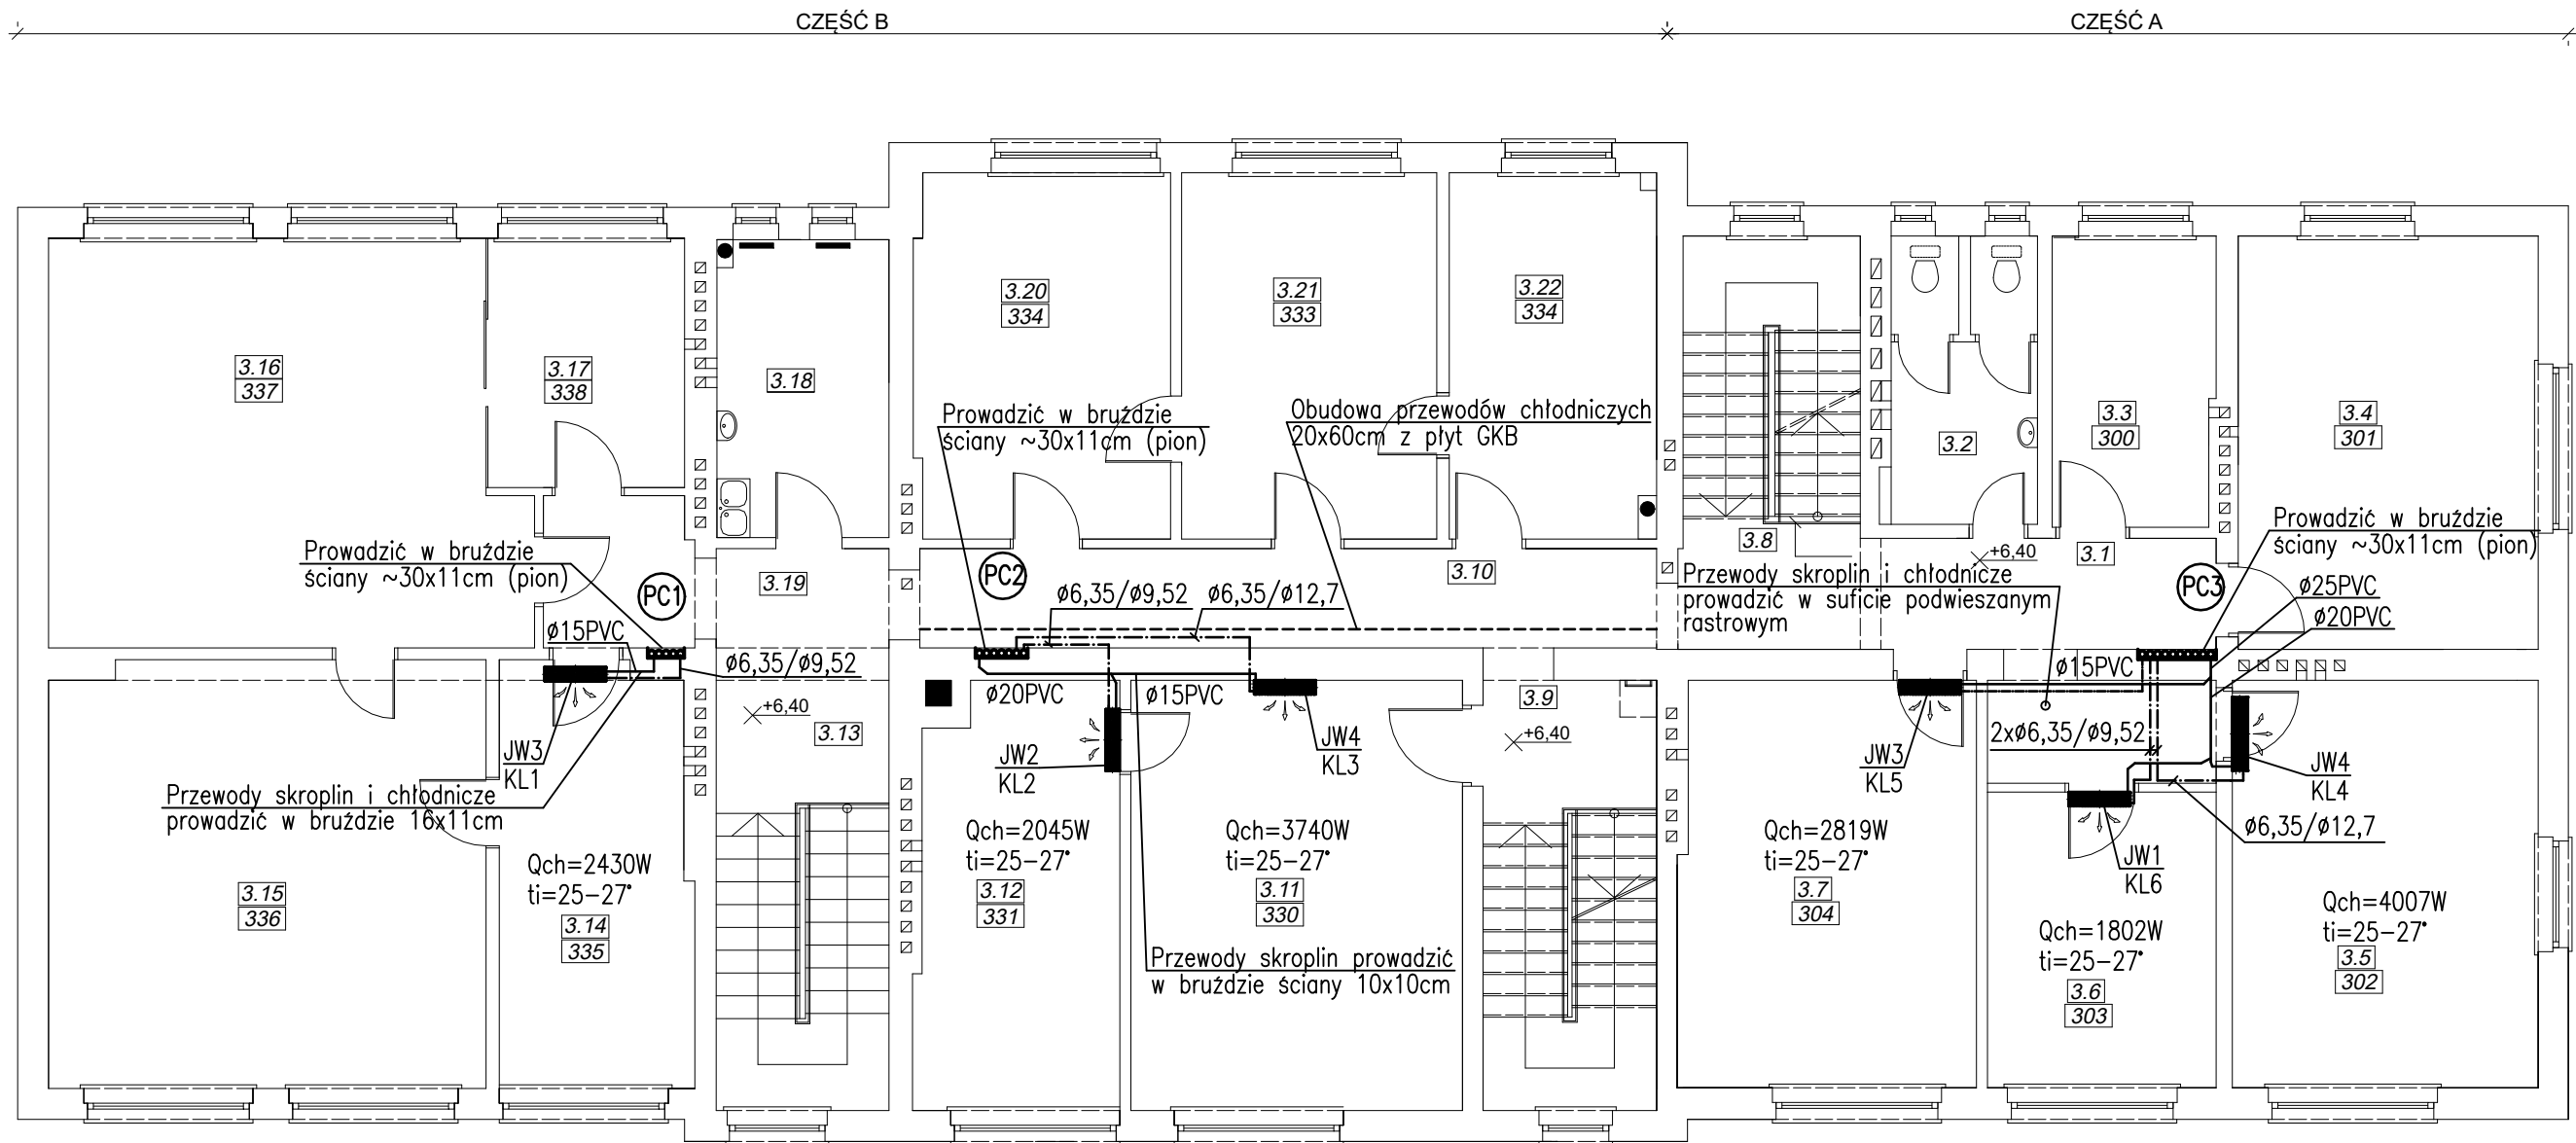 CZĘŚĆ B
CZĘŚĆ A
3.20
334
3.21
333
3.22
334
3.16
337
3.17
338
3.18
3.2
3.3
300
3.4
301
Prowadzić w bruździe
ściany ~30x11cm (pion)
Obudowa przewodów chłodniczych
20x60cm z płyt GKB
Prowadzić w bruździe
ściany ~30x11cm (pion)
Prowadzić w bruździe
ściany ~30x11cm (pion)
PC1
3.19
PC2
3.10
3.8
+6,40
3.1
PC3
Przewody skroplin i chłodnicze
prowadzić w suficie podwieszanym
rastrowym
ø6,35/ø9,52
ø6,35/ø12,7
ø25PVC
ø20PVC
ø15PVC
ø6,35/ø9,52
ø15PVC
ø20PVC
ø15PVC
3.9
+6,40
3.13
+6,40
2xø6,35/ø9,52
JW3
KL1
JW2
KL2
JW4
KL3
JW3
KL5
JW4
KL4
JW1
KL6
ø6,35/ø12,7
Przewody skroplin i chłodnicze
prowadzić w bruździe 16x11cm
Qch=2430W
ti=25-27°
3.14
335
3.15
336
Qch=2045W
ti=25-27°
3.12
331
Qch=3740W
ti=25-27°
3.11
330
Przewody skroplin prowadzić
w bruździe ściany 10x10cm
Qch=2819W
ti=25-27°
3.7
304
Qch=1802W
ti=25-27°
3.6
303
Qch=4007W
ti=25-27°
3.5
302